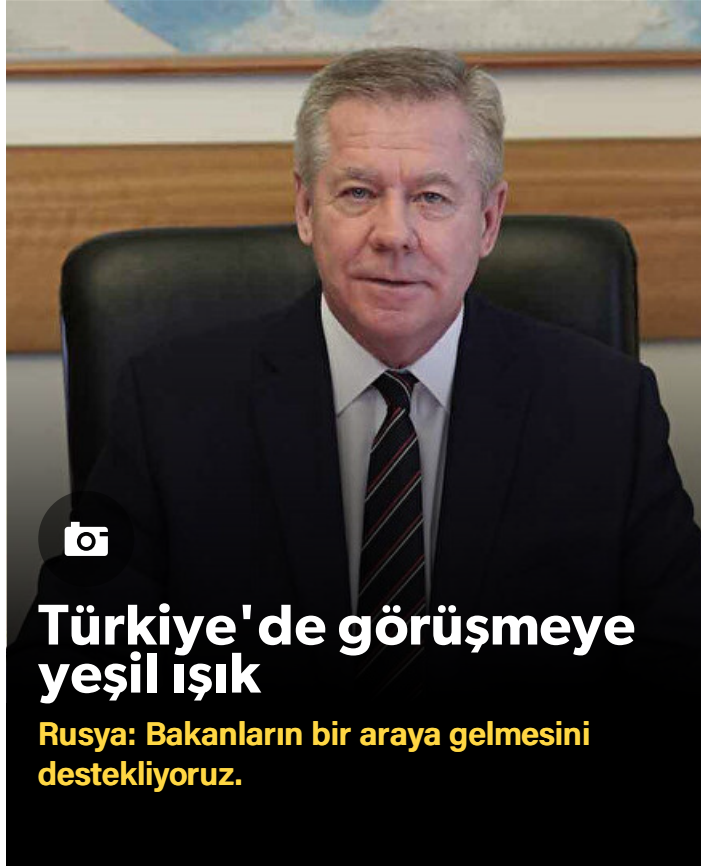 Türkiye'de görüşmeye
yeşil ışık
Rusya: Bakanların bir araya gelmesini
destekliyoruz.